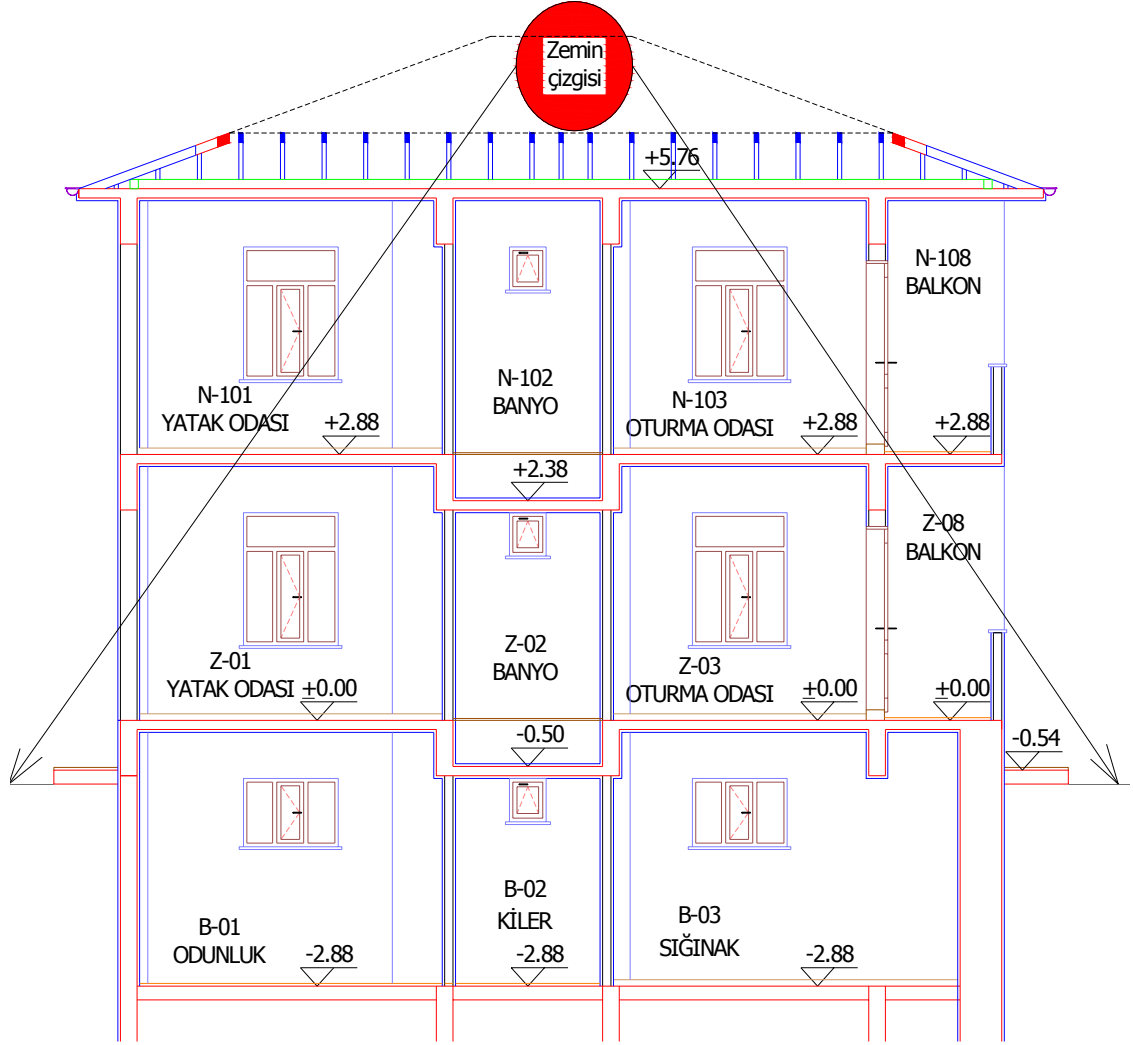 Zemin
çizgisi
+5.76
N-108
BALKON
N-101
YATAK ODASI
+2.88
N-102
BANYO
N-103
OTURMA ODASI
+2.88
+2.88
+2.38
Z-08
BALKON
Z-01
YATAK ODASI
±0.00
Z-02
BANYO
Z-03
OTURMA ODASI
±0.00
±0.00
-0.50
-0.54
B-01
ODUNLUK
-2.88
B-02
KİLER
-2.88
B-03
SIĞINAK
-2.88